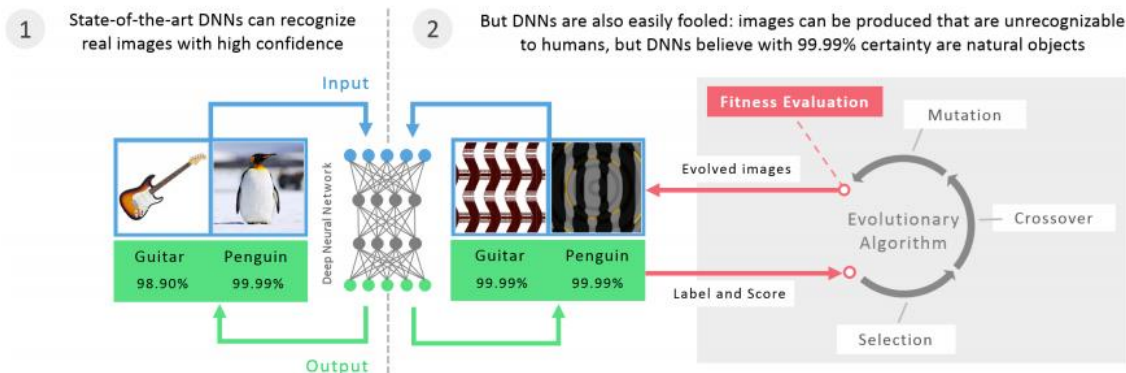 1
State-of-the-art DNNs can recognize
real images with high confidence
2
But DNNs are also easily fooled: images can be produced that are unrecognizable
to humans, but DNNs believe with 99.99% certainty are natural objects
Input
Deep Neural Network
Guitar
98.90%
Penguin
99.99%
Output
Guitar
99.99%
Penguin
99.99%
Evolved images
Label and Score
Fitness Evaluation
Mutation
Crossover
Evolutionary
Algorithm
Selection